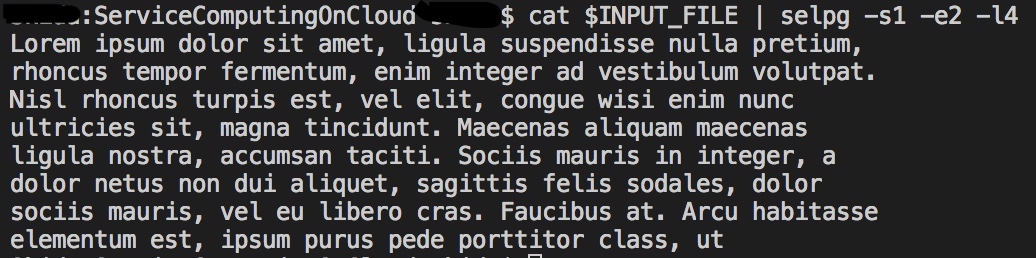 :ServiceComputingOnCloud $ cat $INPUT_FILE | selpg -s1 -e2 -l4
Lorem ipsum dolor sit amet, ligula suspendisse nulla pretium,
rhoncus tempor fermentum, enim integer ad vestibulum volutpat.
Nisl rhoncus turpis est, vel elit, congue wisi enim nunc
ultricies sit, magna tincidunt. Maecenas aliquam maecenas
ligula nostra, accumsan taciti. Sociis mauris in integer, a
dolor netus non dui aliquet, sagittis felis sodales, dolor
sociis mauris, vel eu libero cras. Faucibus at. Arcu habitasse
elementum est, ipsum purus pede porttitor class, ut